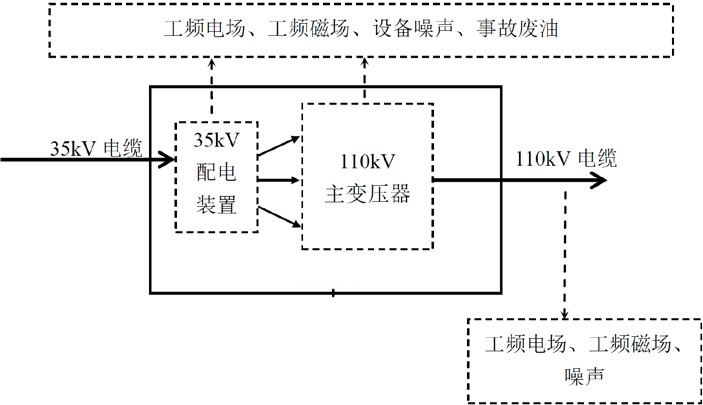 工频电场、工频磁场、设备噪声、事故废油
35kV 电缆
35kV
配电
装置
110kV
主变压器
110kV 电缆
工频电场、工频磁场、
噪声